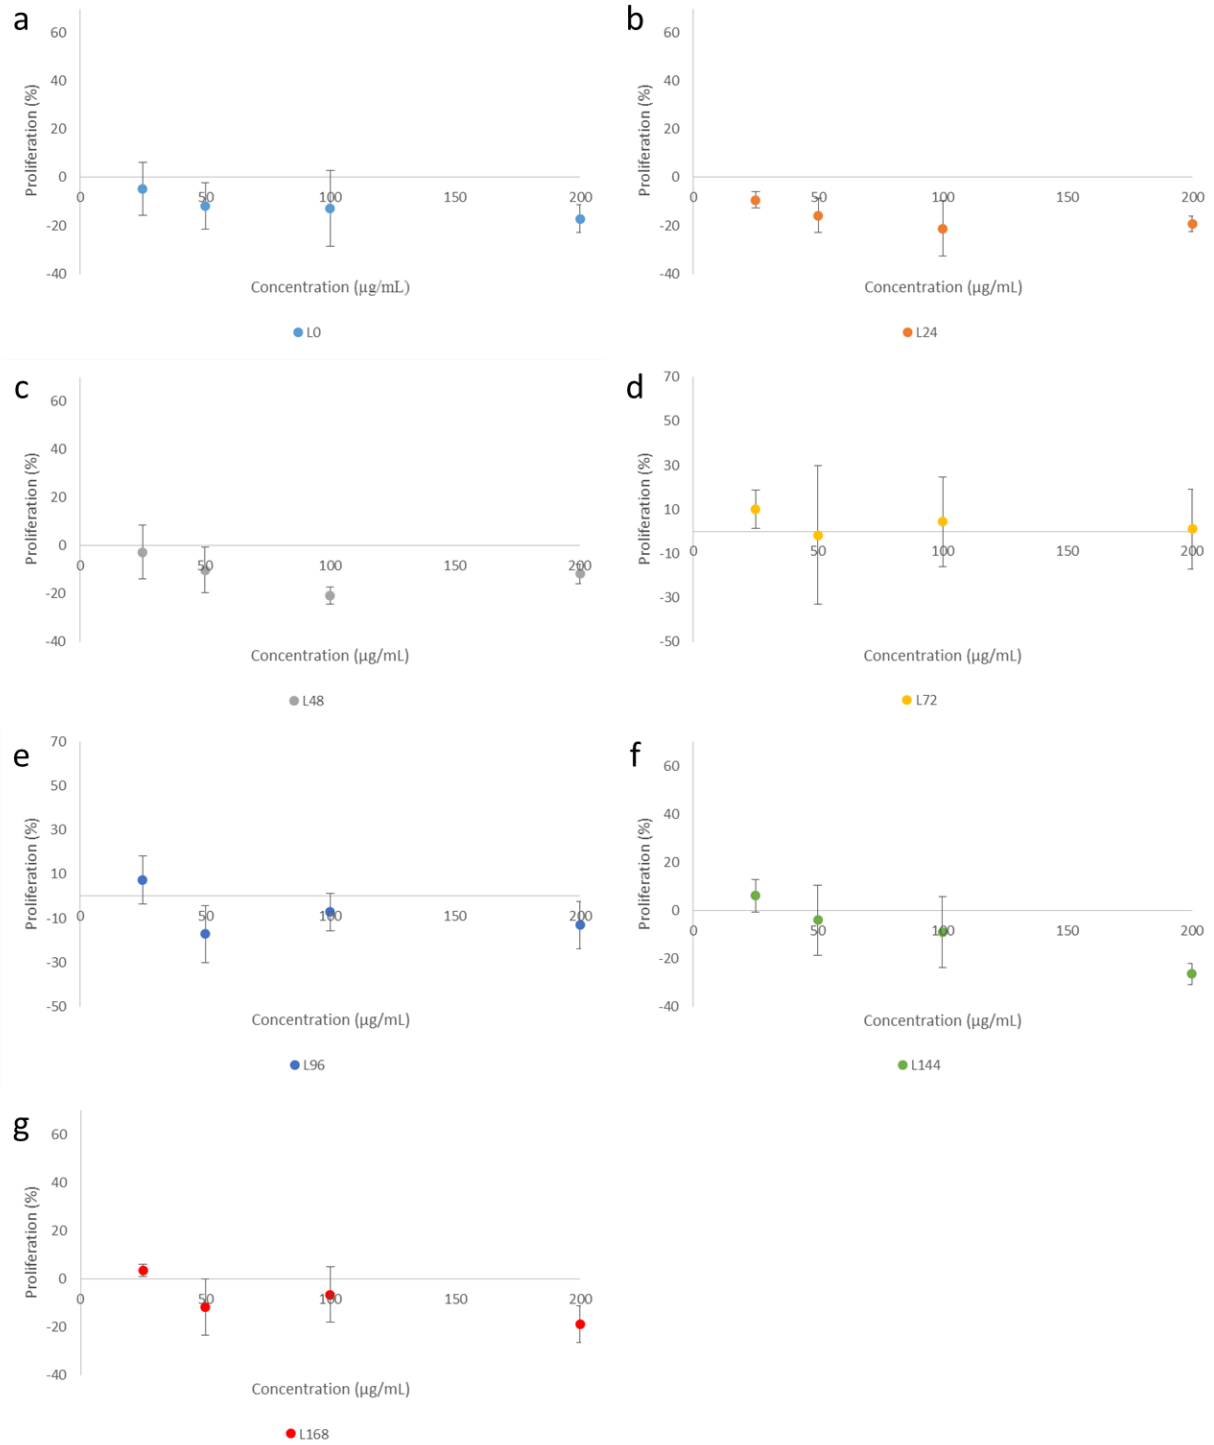 a
60
40
20
0
-20
-40
Proliferation (%)
0 50 100 150 200
Concentration (µg/mL)
L0
b
60
40
20
0
-20
-40
Proliferation (%)
0 50 100 150 200
Concentration (µg/mL)
L24
c
60
40
20
0
-20
-40
Proliferation (%)
0 50 100 150 200
Concentration (µg/mL)
L48
d
70
50
30
10
-10
-30
-50
Proliferation (%)
0 50 100 150 200
Concentration (µg/mL)
L72
e
70
50
30
10
-10
-30
-50
Proliferation (%)
0 50 100 150 200
Concentration (µg/mL)
L96
f
60
40
20
0
-20
-40
Proliferation (%)
0 50 100 150 200
Concentration (µg/mL)
L144
g
60
40
20
0
-20
-40
Proliferation (%)
0 50 100 150 200
Concentration (µg/mL)
L168